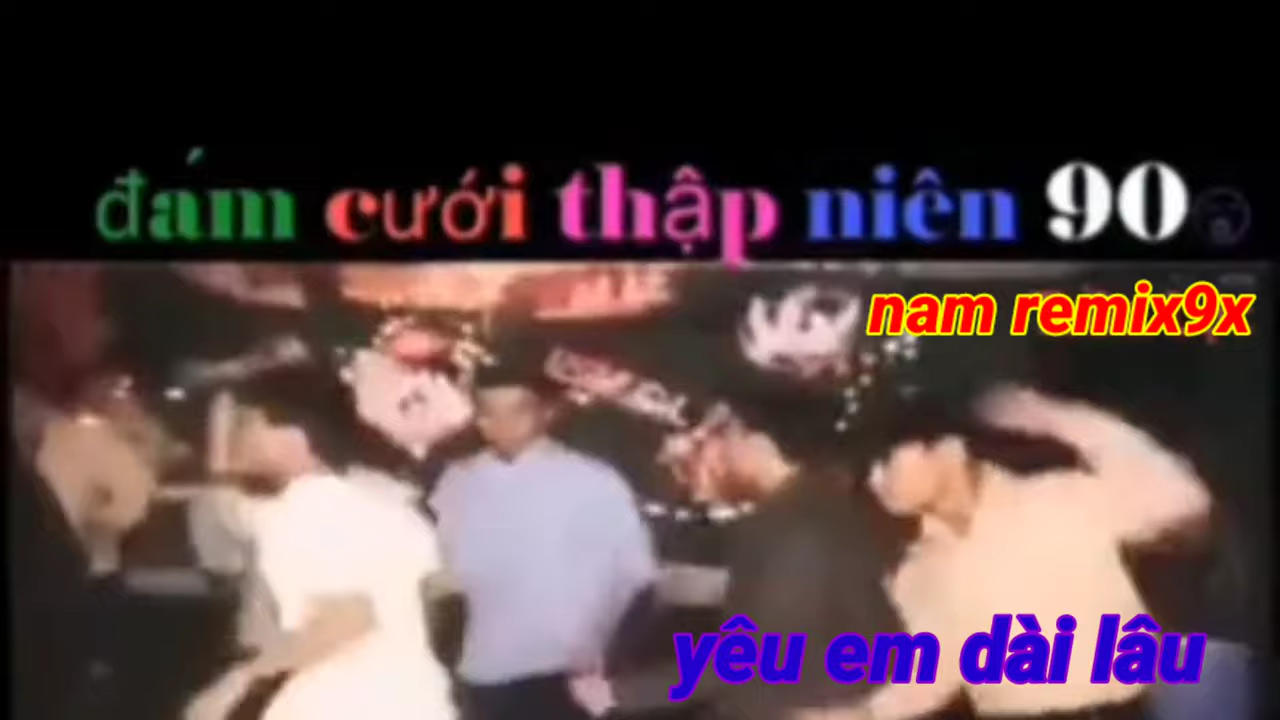 đám cưới thập niên 90
nam remix9x
yêu em dài lâu